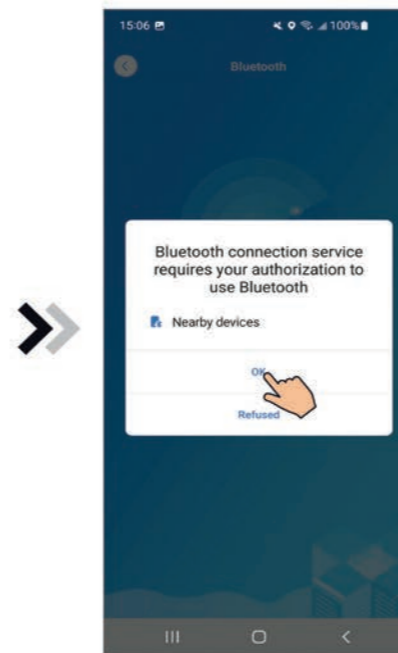 15:06 100%
Bluetooth
Bluetooth connection service
requires your authorization to
use Bluetooth
Nearby devices
OK
Refused